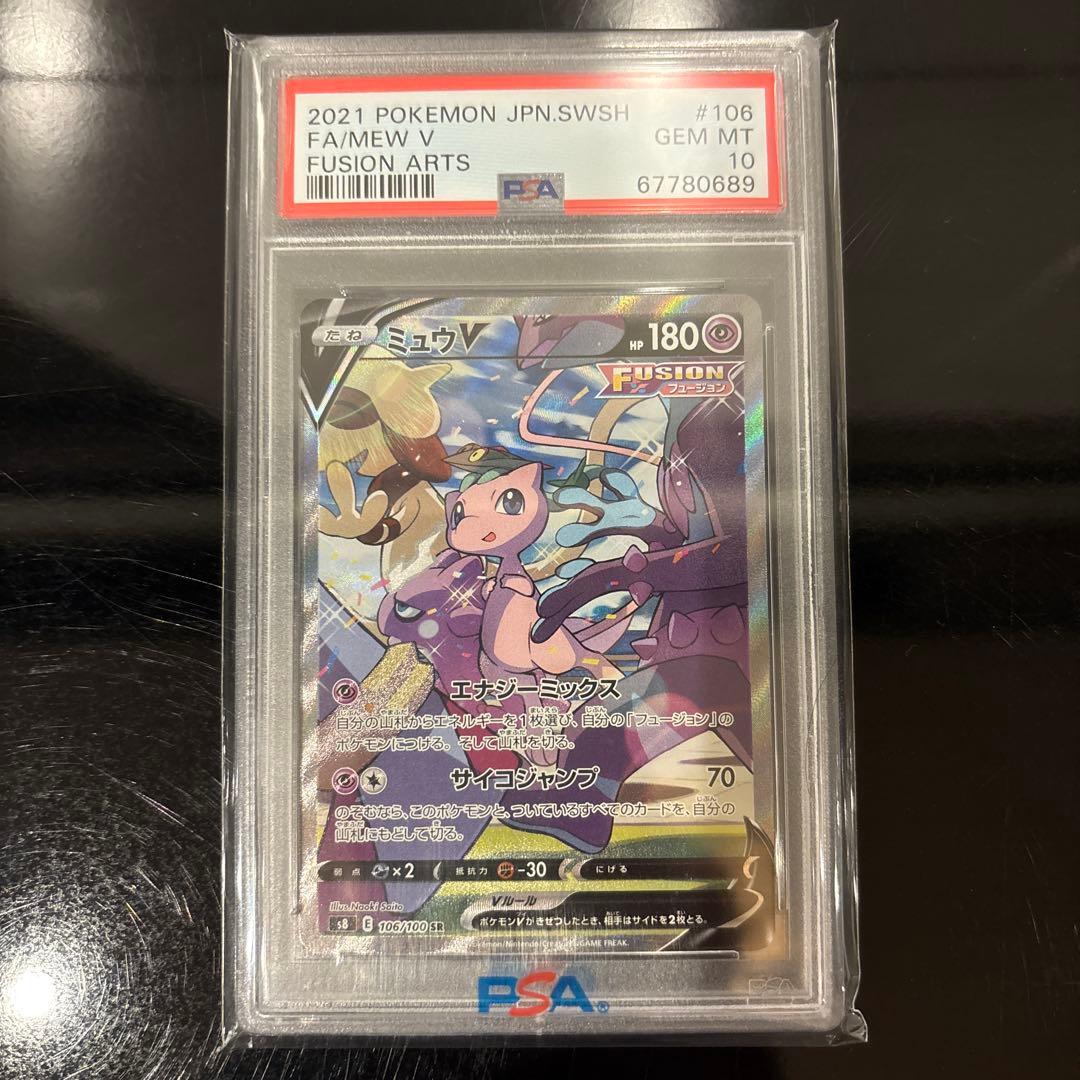 2021 POKEMON JPN.SWSH #106
FA/MEW V GEM MT
FUSION ARTS 10
PSA 67780689
たね ミュウV HP 180
FUSION
フュージョン
エナジーミックス
自分の山札からエネルギーを1枚選び、自分の「フュージョン」の
ポケモンにつける。そして山札を切る。
サイコジャンプ 70
のぞむなら、このポケモンと、ついているすべてのカードを、自分の
山札にもどして切る。
弱点 ×2 抵抗力 -30 にげる
Illus. Naoki Saito
Vルール
ポケモンVがきぜつしたとき、相手はサイドを2枚とる。
s8 E 106/100 SR
Pokémon/Nintendo/Creatures/GAME FREAK.
PSA®
PSA